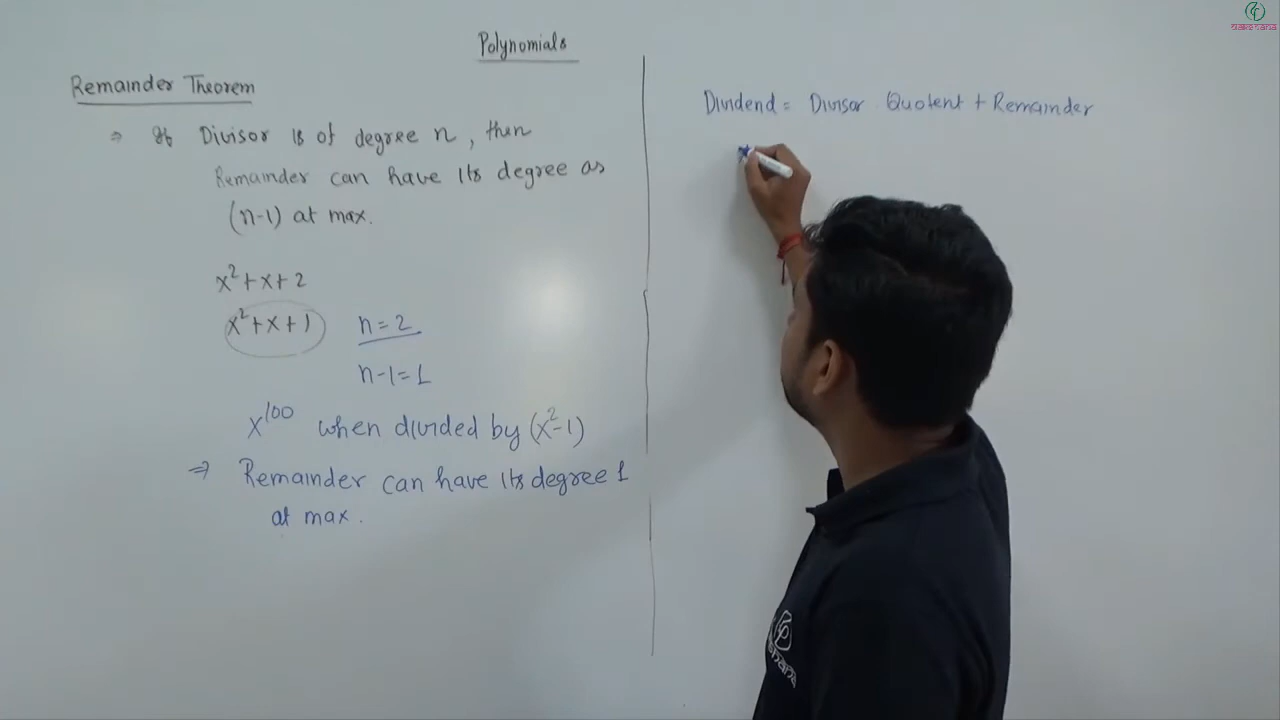 Polynomials
Remainder Theorem
⇒ If Divisor is of degree n, then
Remainder can have its degree as
(n-1) at max.
x²+x+2
x²+x+1 n=2
n-1=1
x¹⁰⁰ when divided by (x²-1)
⇒ Remainder can have its degree 1
at max.
Dividend = Divisor . Quotent + Remainder